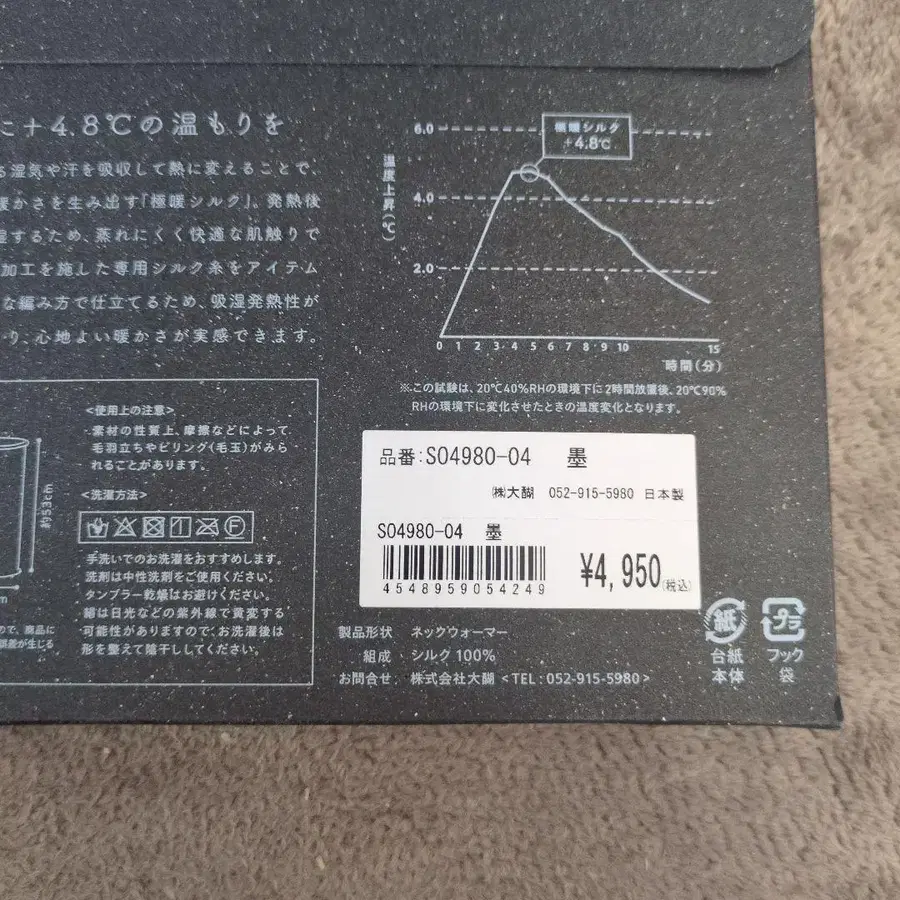 に+4.8℃の温もりを
る湿気や汗を吸収して熱に変えることで、
暖かさを生み出す「極暖シルク」。発熱後
湿するため、蒸れにくく快適な肌触りで
加工を施した専用シルク糸をアイテム
な編み方で仕立てるため、吸湿発熱性が
り、心地よい暖かさが実感できます。
温度上昇(℃)
6.0
4.0
2.0
極暖シルク
+4.8℃
0 1 2 3 4 5 6 7 8 9 10 15
時間(分)
※この試験は、20℃40%RHの環境下に2時間放置後、20℃90%
RHの環境下に変化させたときの温度変化となります。
<使用上の注意>
素材の性質上、摩擦などによって
毛羽立ちやピリング(毛玉)がみら
れることがあります。
<洗濯方法>
手洗いでのお洗濯をおすすめします。
洗剤は中性洗剤をご使用ください。
タンブラー乾燥はお避けください。
絹は日光などの紫外線で黄変する
可能性がありますので、お洗濯後は
形を整えて陰干ししてください。
約53cm
ので、商品に
誤差が生じる
品番:S04980-04 墨
㈱大醐 052-915-5980 日本製
S04980-04 墨
4548959054249
¥4,950(税込)
製品形状 ネックウォーマー
組成 シルク100%
お問合せ. 株式会社大醐 <TEL:052-915-5980>
紙
台紙
本体
プラ
フック
袋